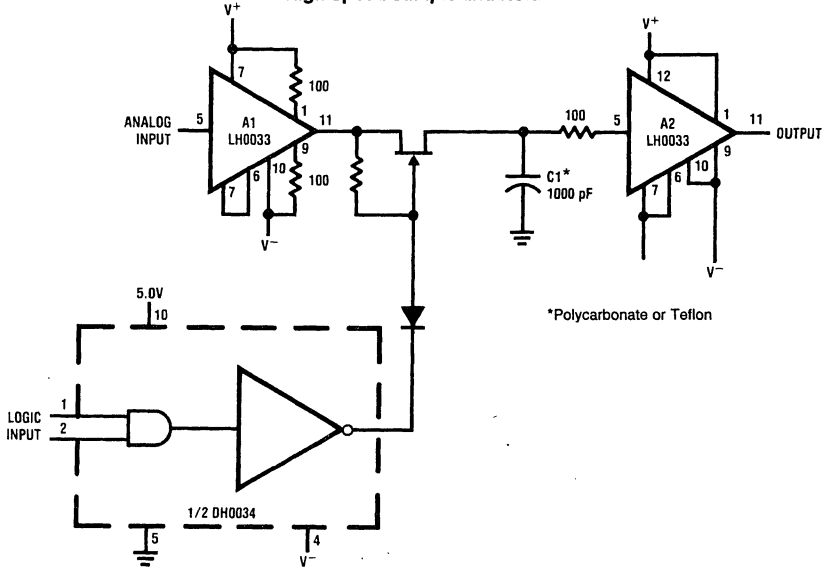 V+
7
100
1
5
A1
LH0033
11
ANALOG
INPUT
9
10
6
7
100
V−
100
C1*
1000 pF
V+
12
1
5
A2
LH0033
11
OUTPUT
9
10
6
7
V−
*Polycarbonate or Teflon
5.0V
10
1
LOGIC
INPUT
2
1/2 DH0034
5
4
V−